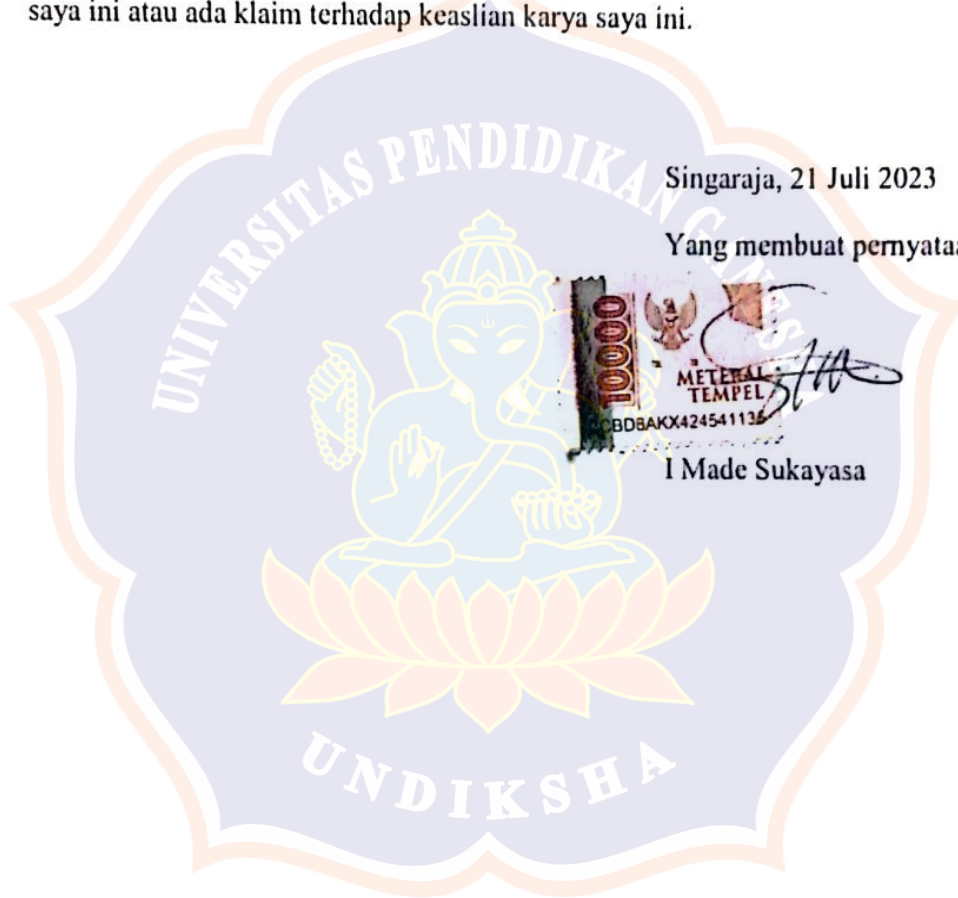 saya ini atau ada klaim terhadap keaslian karya saya ini.
UNIVERSITAS PENDIDIKAN GANESHA
Singaraja, 21 Juli 2023
Yang membuat pernyataa
10000
METERAI
TEMPEL
CBD8AKX424541135
I Made Sukayasa
UNDIKSHA